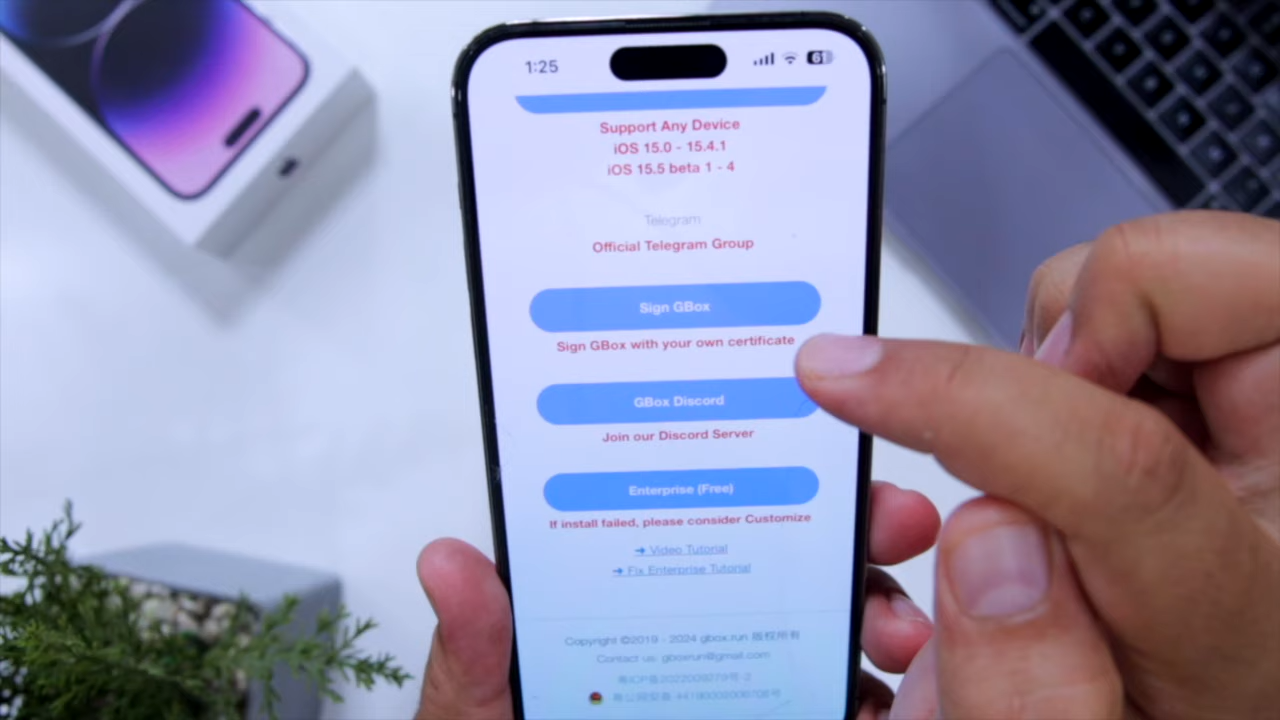 1:25
61
Support Any Device
iOS 15.0 - 15.4.1
iOS 15.5 beta 1 - 4
Telegram
Official Telegram Group
Sign GBox
Sign GBox with your own certificate
GBox Discord
Join our Discord Server
Enterprise (Free)
If install failed, please consider Customize
➜ Video Tutorial
➜ Fix Enterprise Tutorial
Copyright ©2019 - 2024 gbox.run 版权所有
Contact us: gboxrun@gmail.com